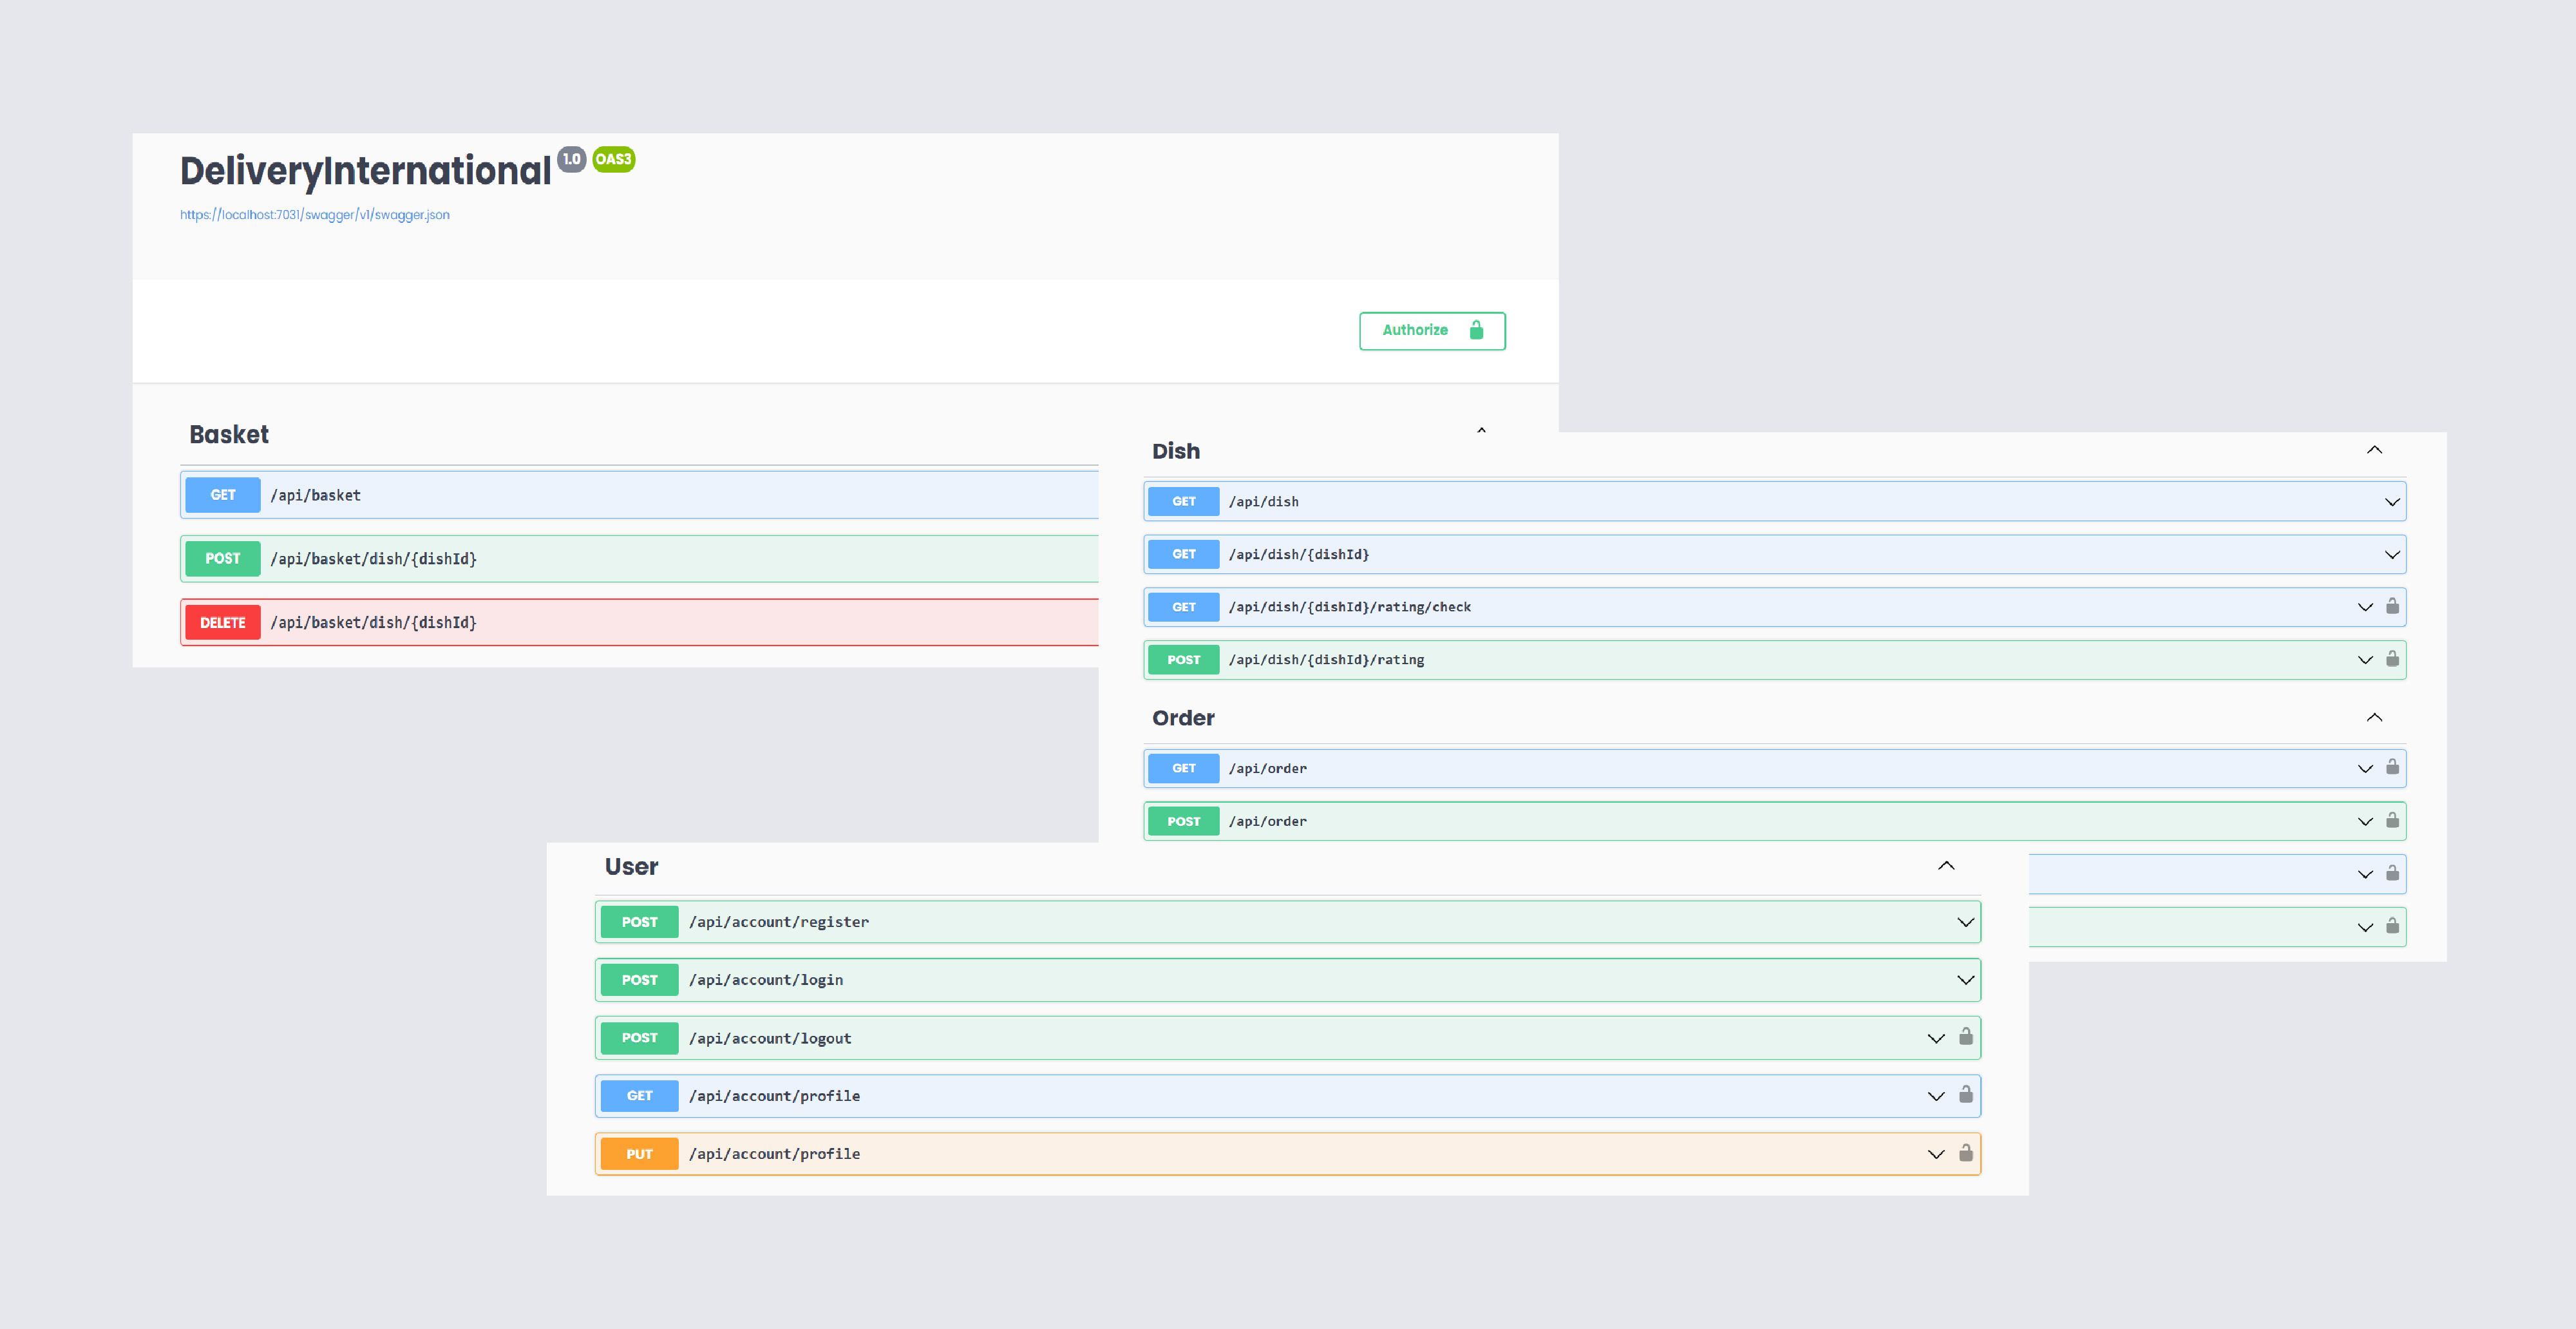 DeliveryInternational 1.0 OAS3
https://localhost:7031/swagger/v1/swagger.json
Authorize
Basket
GET /api/basket
POST /api/basket/dish/{dishId}
DELETE /api/basket/dish/{dishId}
Dish
GET /api/dish
GET /api/dish/{dishId}
GET /api/dish/{dishId}/rating/check
POST /api/dish/{dishId}/rating
Order
GET /api/order
POST /api/order
User
POST /api/account/register
POST /api/account/login
POST /api/account/logout
GET /api/account/profile
PUT /api/account/profile